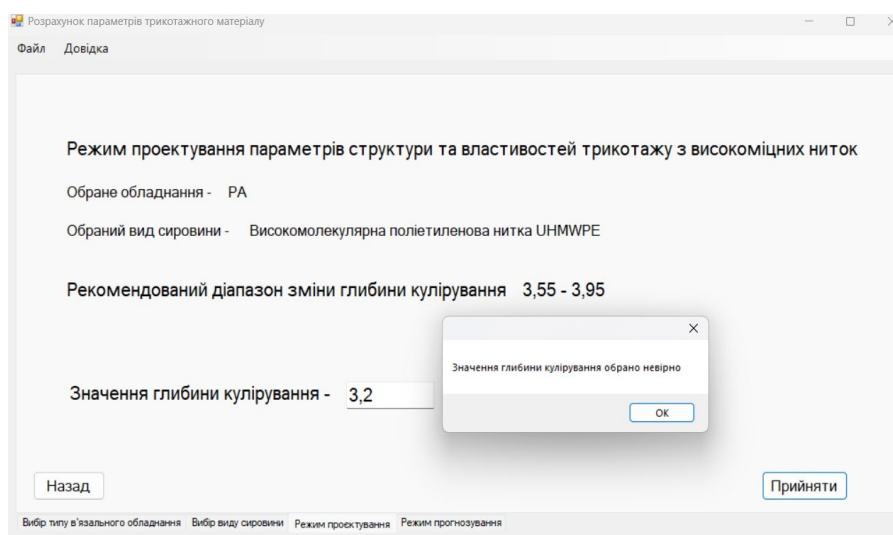 Розрахунок параметрів трикотажного матеріалу
Файл Довідка
Режим проектування параметрів структури та властивостей трикотажу з високоміцних ниток
Обране обладнання - PA
Обраний вид сировини - Високомолекулярна поліетиленова нитка UHMWPE
Рекомендований діапазон зміни глибини кулірування 3,55 - 3,95
Значення глибини кулірування обрано невірно
ОК
Значення глибини кулірування - 3,2
Назад Прийняти
Вибір типу в'язального обладнання Вибір виду сировини Режим проєктування Режим прогнозування